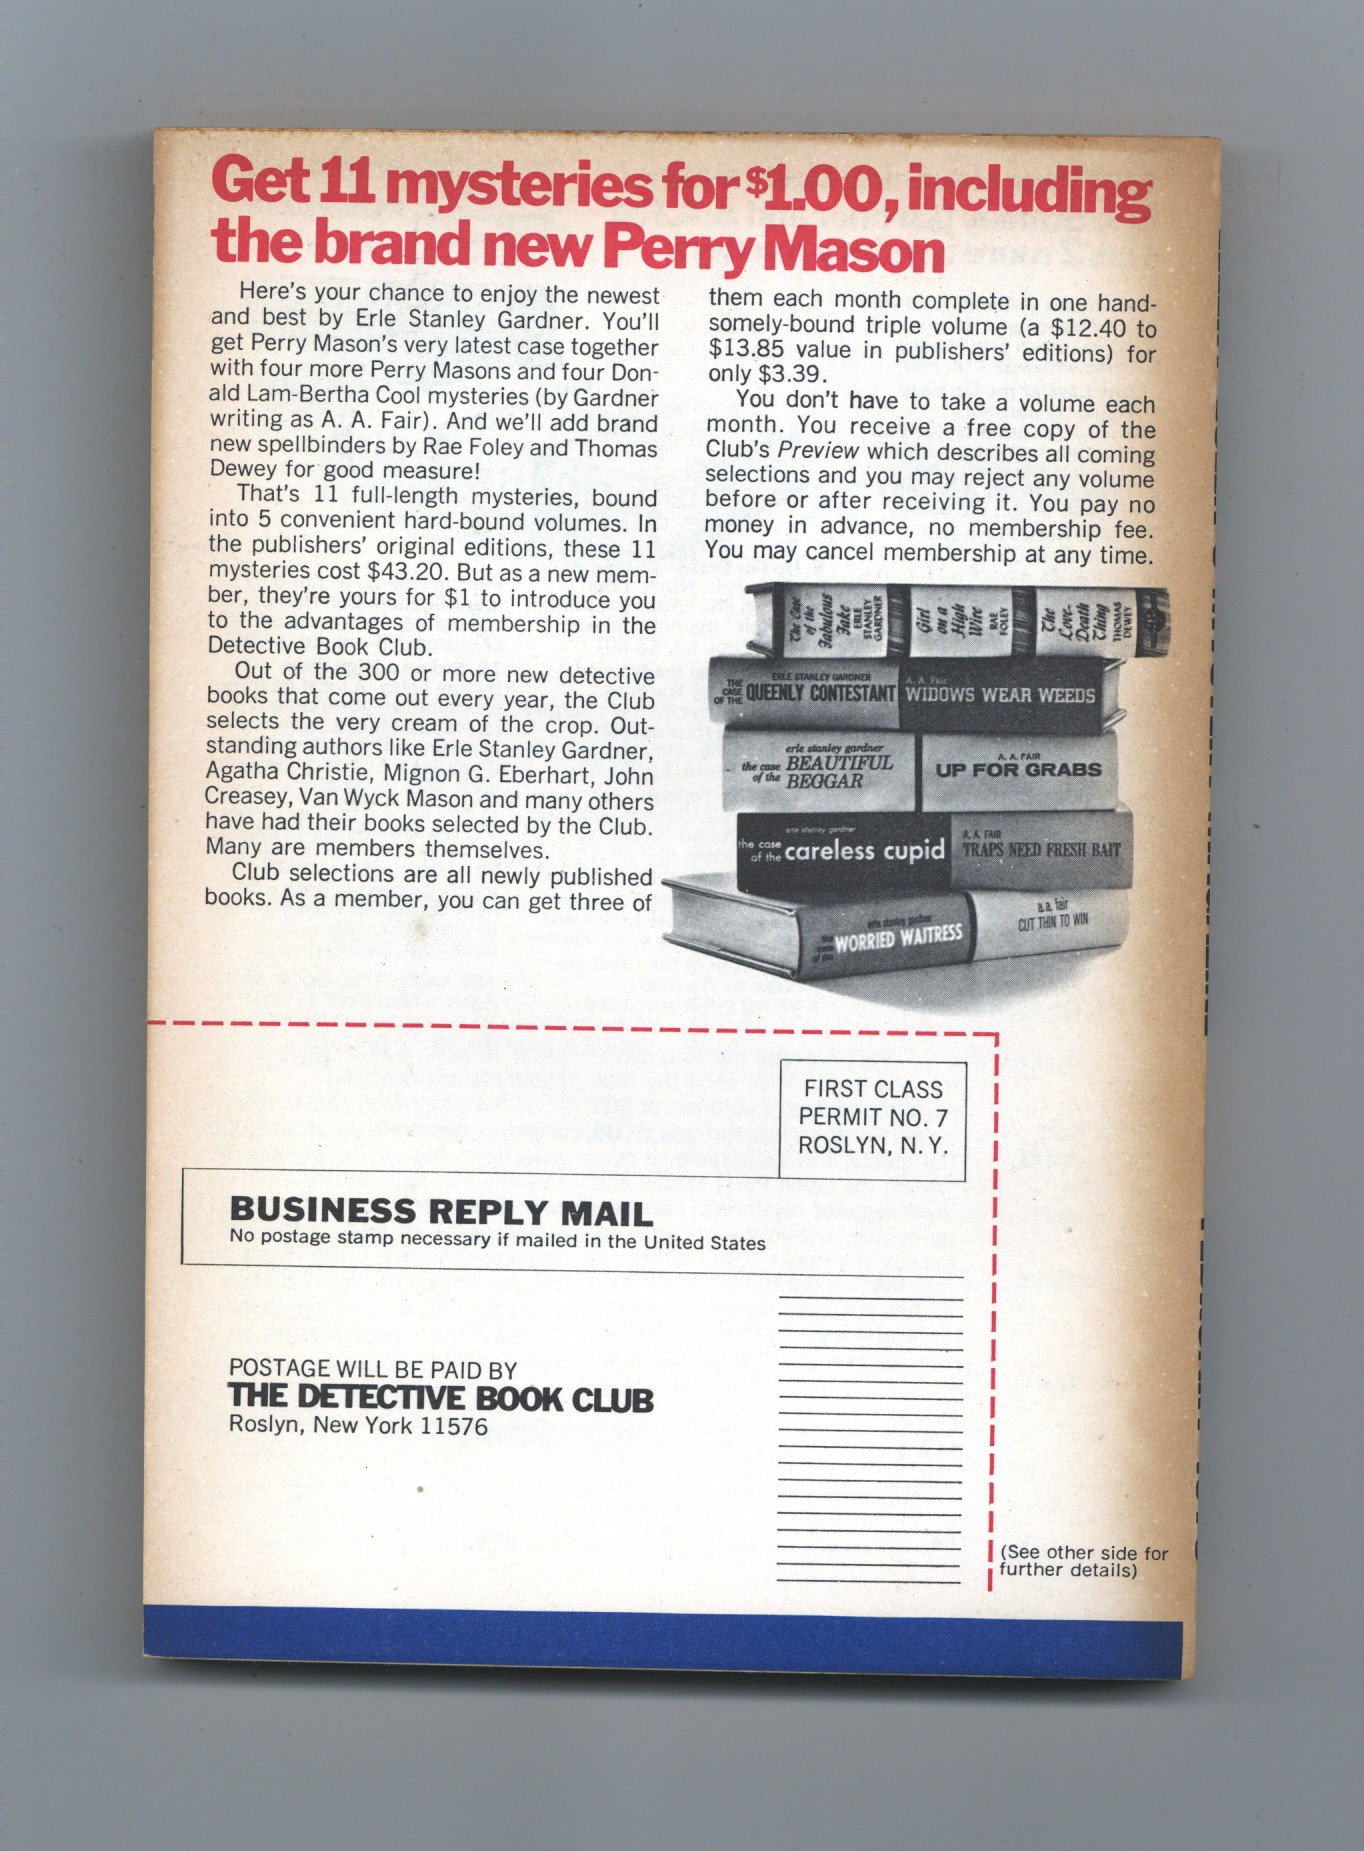 Get 11 mysteries for $1.00, including
the brand new Perry Mason
Here's your chance to enjoy the newest
and best by Erle Stanley Gardner. You'll
get Perry Mason's very latest case together
with four more Perry Masons and four Don-
ald Lam-Bertha Cool mysteries (by Gardner
writing as A. A. Fair). And we'll add brand
new spellbinders by Rae Foley and Thomas
Dewey for good measure!
That's 11 full-length mysteries, bound
into 5 convenient hard-bound volumes. In
the publishers' original editions, these 11
mysteries cost $43.20. But as a new mem-
ber, they're yours for $1 to introduce you
to the advantages of membership in the
Detective Book Club.
Out of the 300 or more new detective
books that come out every year, the Club
selects the very cream of the crop. Out-
standing authors like Erle Stanley Gardner,
Agatha Christie, Mignon G. Eberhart, John
Creasey, Van Wyck Mason and many others
have had their books selected by the Club.
Many are members themselves.
Club selections are all newly published
books. As a member, you can get three of
them each month complete in one hand-
somely-bound triple volume (a $12.40 to
$13.85 value in publishers' editions) for
only $3.39.
You don't have to take a volume each
month. You receive a free copy of the
Club's Preview which describes all coming
selections and you may reject any volume
before or after receiving it. You pay no
money in advance, no membership fee.
You may cancel membership at any time.
The Case
of the
Fabulous
Fake
ERLE
STANLEY
GARDNER
Girl
on a
High
Wire
RAE
FOLEY
The
Love-
Death
Thing
THOMAS
DEWEY
ERLE STANLEY GARDNER
THE
CASE
OF THE
QUEENLY CONTESTANT
A. A. Fair
WIDOWS WEAR WEEDS
erle stanley gardner
the case
of the
BEAUTIFUL
BEGGAR
A. A. FAIR
UP FOR GRABS
erle stanley gardner
the case
of the
careless cupid
A. A. FAIR
TRAPS NEED FRESH BAIT
erle stanley gardner
the
case
of the
WORRIED WAITRESS
a.a. fair
CUT THIN TO WIN
FIRST CLASS
PERMIT NO. 7
ROSLYN, N. Y.
BUSINESS REPLY MAIL
No postage stamp necessary if mailed in the United States
POSTAGE WILL BE PAID BY
THE DETECTIVE BOOK CLUB
Roslyn, New York 11576
(See other side for
further details)